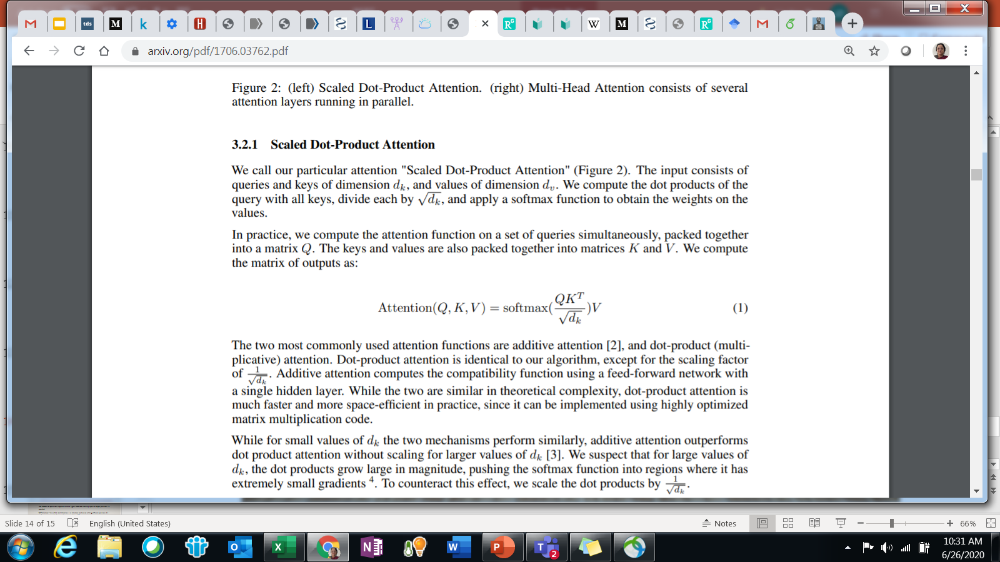 tds
M
k
H
L
R^G
W
M
R^G
arxiv.org/pdf/1706.03762.pdf
Figure 2: (left) Scaled Dot-Product Attention. (right) Multi-Head Attention consists of several
attention layers running in parallel.
3.2.1 Scaled Dot-Product Attention
We call our particular attention "Scaled Dot-Product Attention" (Figure 2). The input consists of
queries and keys of dimension d_k, and values of dimension d_v. We compute the dot products of the
query with all keys, divide each by √d_k, and apply a softmax function to obtain the weights on the
values.
In practice, we compute the attention function on a set of queries simultaneously, packed together
into a matrix Q. The keys and values are also packed together into matrices K and V. We compute
the matrix of outputs as:
Attention(Q, K, V) = softmax(QK^T/√d_k)V (1)
The two most commonly used attention functions are additive attention [2], and dot-product (multi-
plicative) attention. Dot-product attention is identical to our algorithm, except for the scaling factor
of 1/√d_k. Additive attention computes the compatibility function using a feed-forward network with
a single hidden layer. While the two are similar in theoretical complexity, dot-product attention is
much faster and more space-efficient in practice, since it can be implemented using highly optimized
matrix multiplication code.
While for small values of d_k the two mechanisms perform similarly, additive attention outperforms
dot product attention without scaling for larger values of d_k [3]. We suspect that for large values of
d_k, the dot products grow large in magnitude, pushing the softmax function into regions where it has
extremely small gradients ⁴. To counteract this effect, we scale the dot products by 1/√d_k.
Slide 14 of 15 English (United States) Notes 66%
10:31 AM
6/26/2020